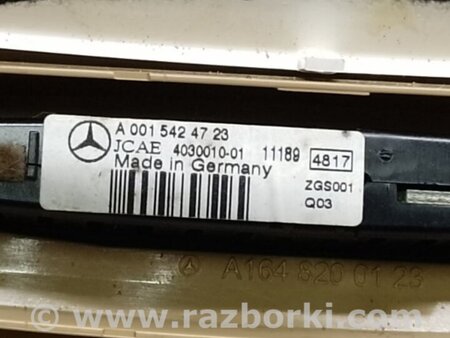 A 001 542 47 23
JCAE 4030010-01 11189 4817
Made in Germany
ZGS001
Q03
A164 820 01 23
© www.razborki.com